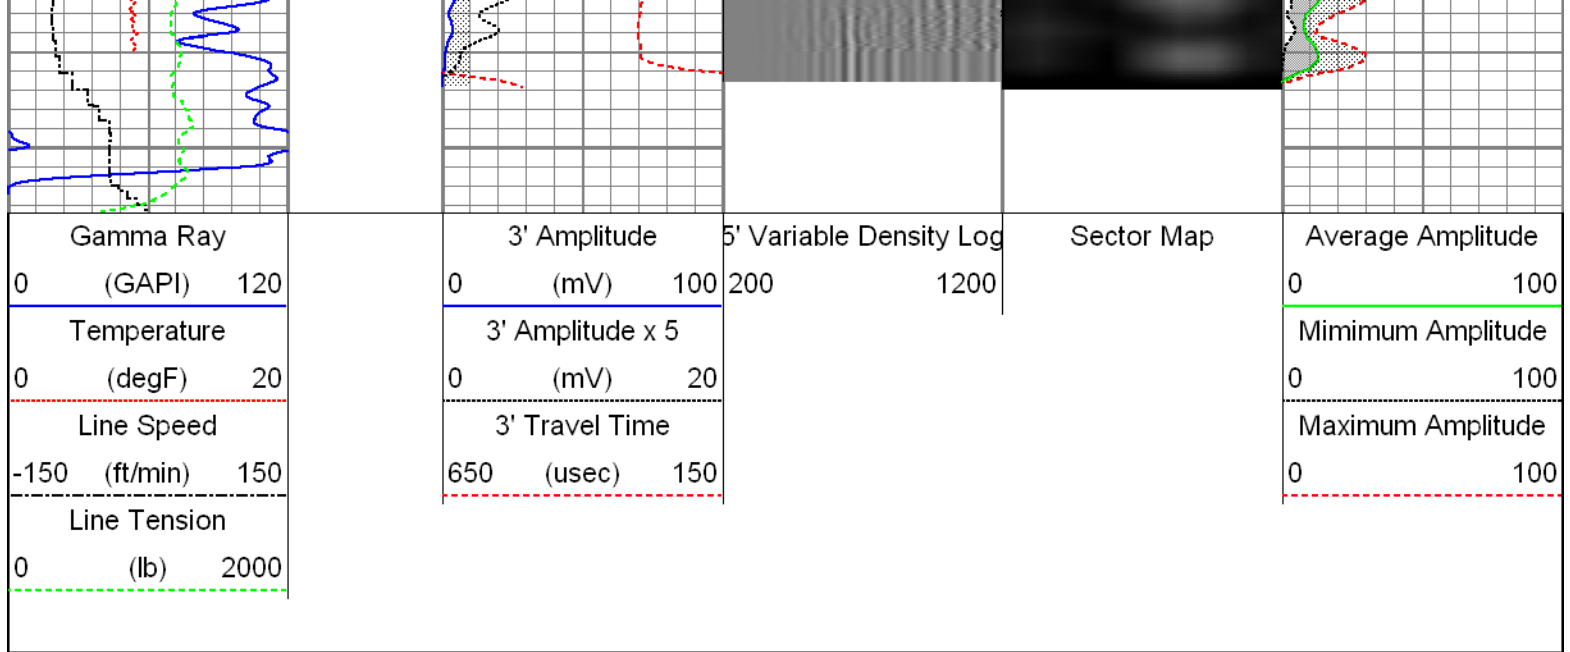 Gamma Ray
0 (GAPI) 120
Temperature
0 (degF) 20
Line Speed
-150 (ft/min) 150
Line Tension
0 (lb) 2000
3' Amplitude
0 (mV) 100
3' Amplitude x 5
0 (mV) 20
3' Travel Time
650 (usec) 150
5' Variable Density Log
200 1200
Sector Map
Average Amplitude
0 100
Mimimum Amplitude
0 100
Maximum Amplitude
0 100